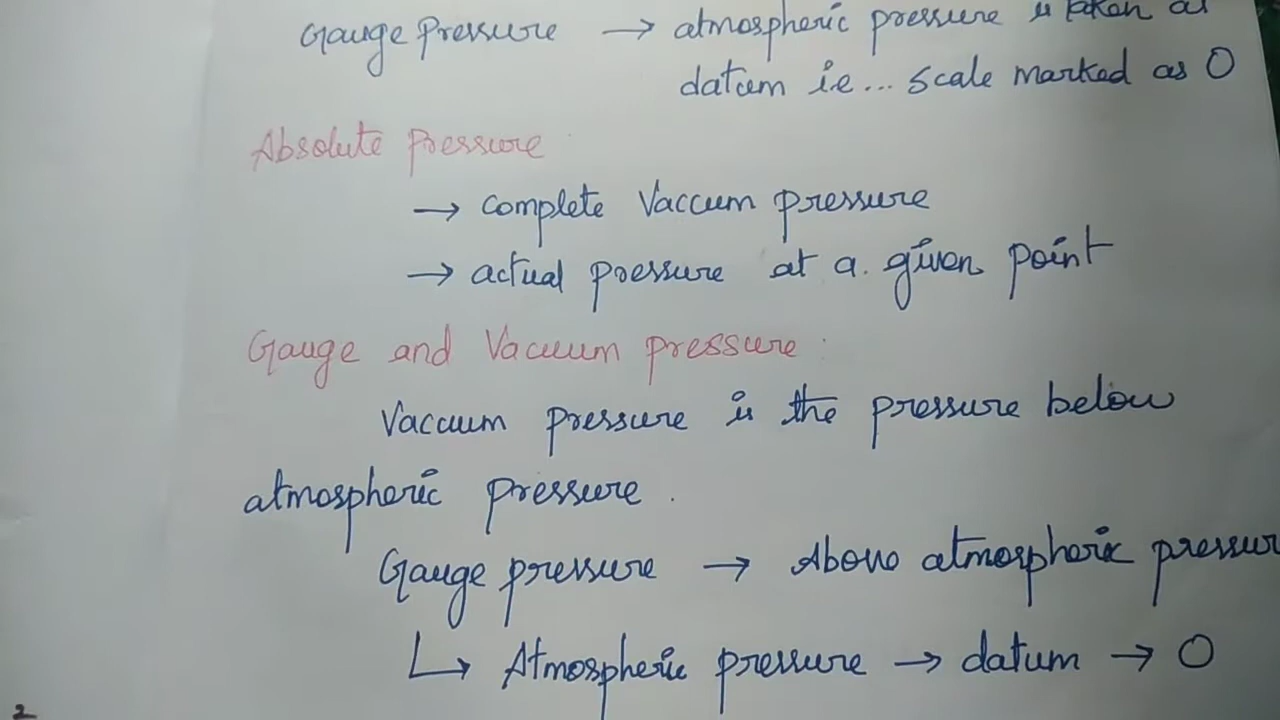 Gauge Pressure → atmospheric pressure is taken as
datum ie... scale marked as 0
Absolute Pressure
→ complete Vaccum pressure
→ actual pressure at a given point
Gauge and Vacuum pressure
Vaccum pressure is the pressure below
atmospheric pressure.
Gauge pressure → Above atmospheric pressur
↳ Atmospheric pressure → datum → 0
2